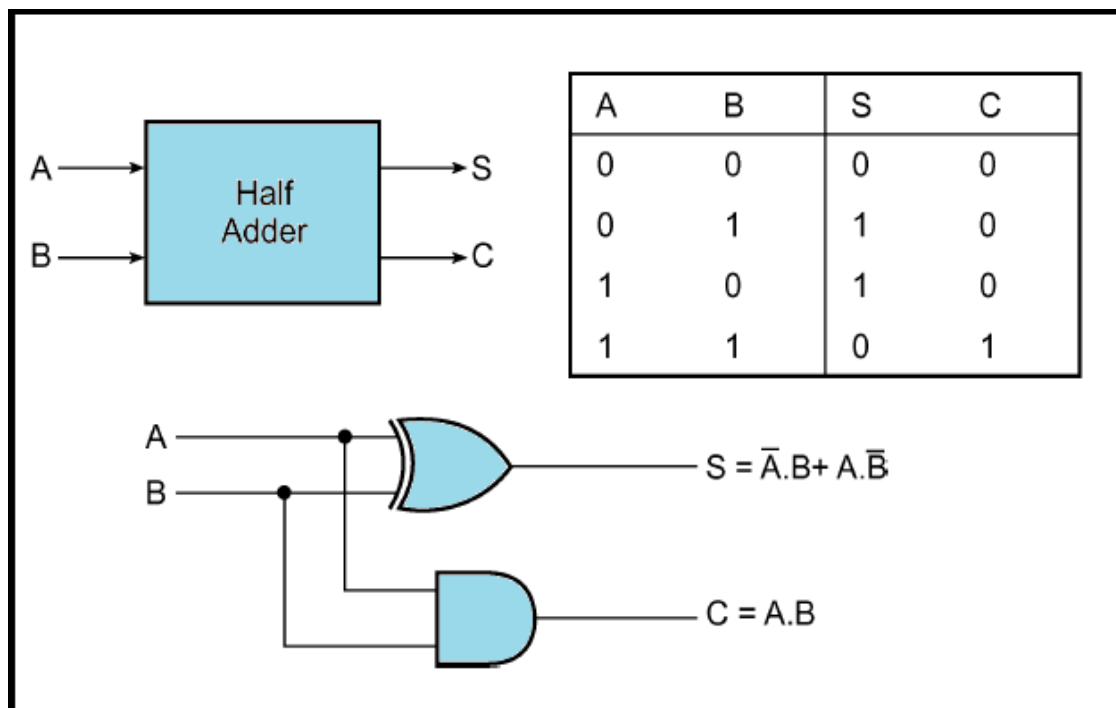 A
B
Half
Adder
S
C
A B S C
0 0 0 0
0 1 1 0
1 0 1 0
1 1 0 1
A
B
S = A̅.B+ A.B̅
C = A.B